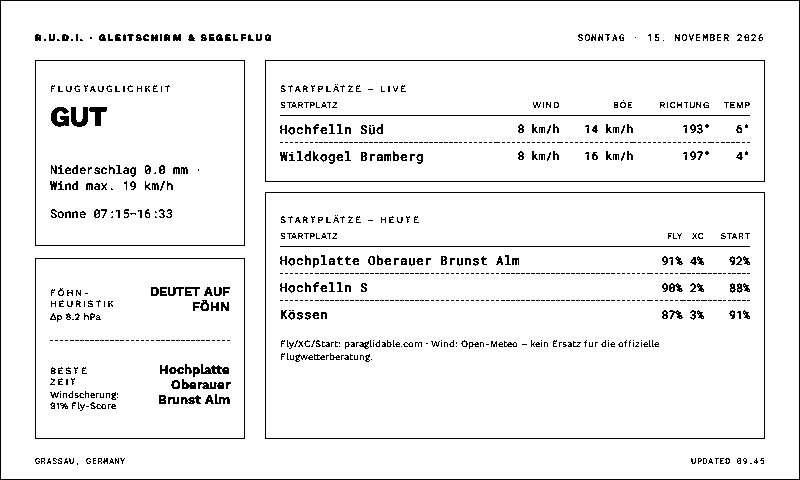 R.U.D.I. · GLEITSCHIRM & SEGELFLUG
SONNTAG · 15. NOVEMBER 2026
FLUGTAUGLICHKEIT
GUT
Niederschlag 0.0 mm ·
Wind max. 19 km/h
Sonne 07:15–16:33
FÖHN-
HEURISTIK
Δp 8.2 hPa
DEUTET AUF
FÖHN
BESTE
ZEIT
Windscherung:
91% Fly-Score
Hochplatte
Oberauer
Brunst Alm
STARTPLÄTZE – LIVE
STARTPLATZ WIND BÖE RICHTUNG TEMP
Hochfelln Süd 8 km/h 14 km/h 193° 6°
Wildkogel Bramberg 8 km/h 16 km/h 197° 4°
STARTPLÄTZE – HEUTE
STARTPLATZ FLY XC START
Hochplatte Oberauer Brunst Alm 91% 4% 92%
Hochfelln S 90% 2% 88%
Kössen 87% 3% 91%
Fly/XC/Start: paraglidable.com · Wind: Open-Meteo – kein Ersatz für die offizielle
Flugwetterberatung.
GRASSAU, GERMANY
UPDATED 09.45